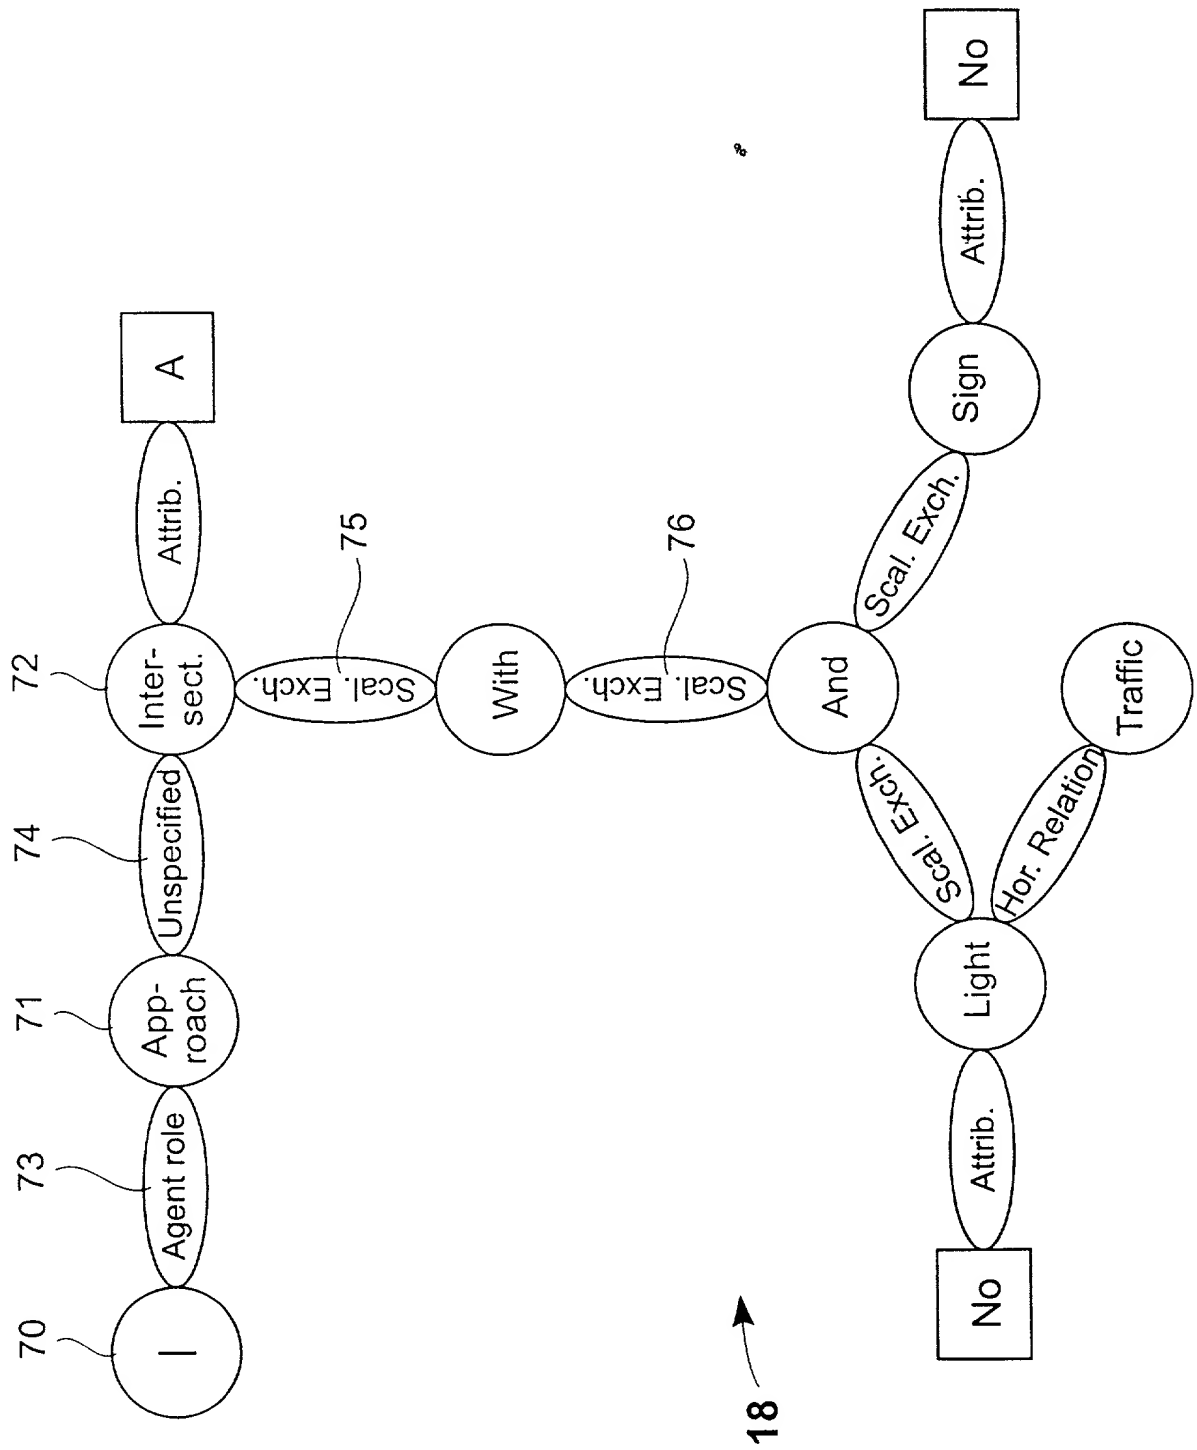 70
73
71
74
72
I
Agent role
App-
roach
Unspecified
Inter-
sect.
Attrib.
A
Scal. Exch.
75
With
Scal. Exch.
76
And
Scal. Exch.
Scal. Exch.
No
Attrib.
Light
Sign
Attrib.
No
Hor. Relation
Traffic
18